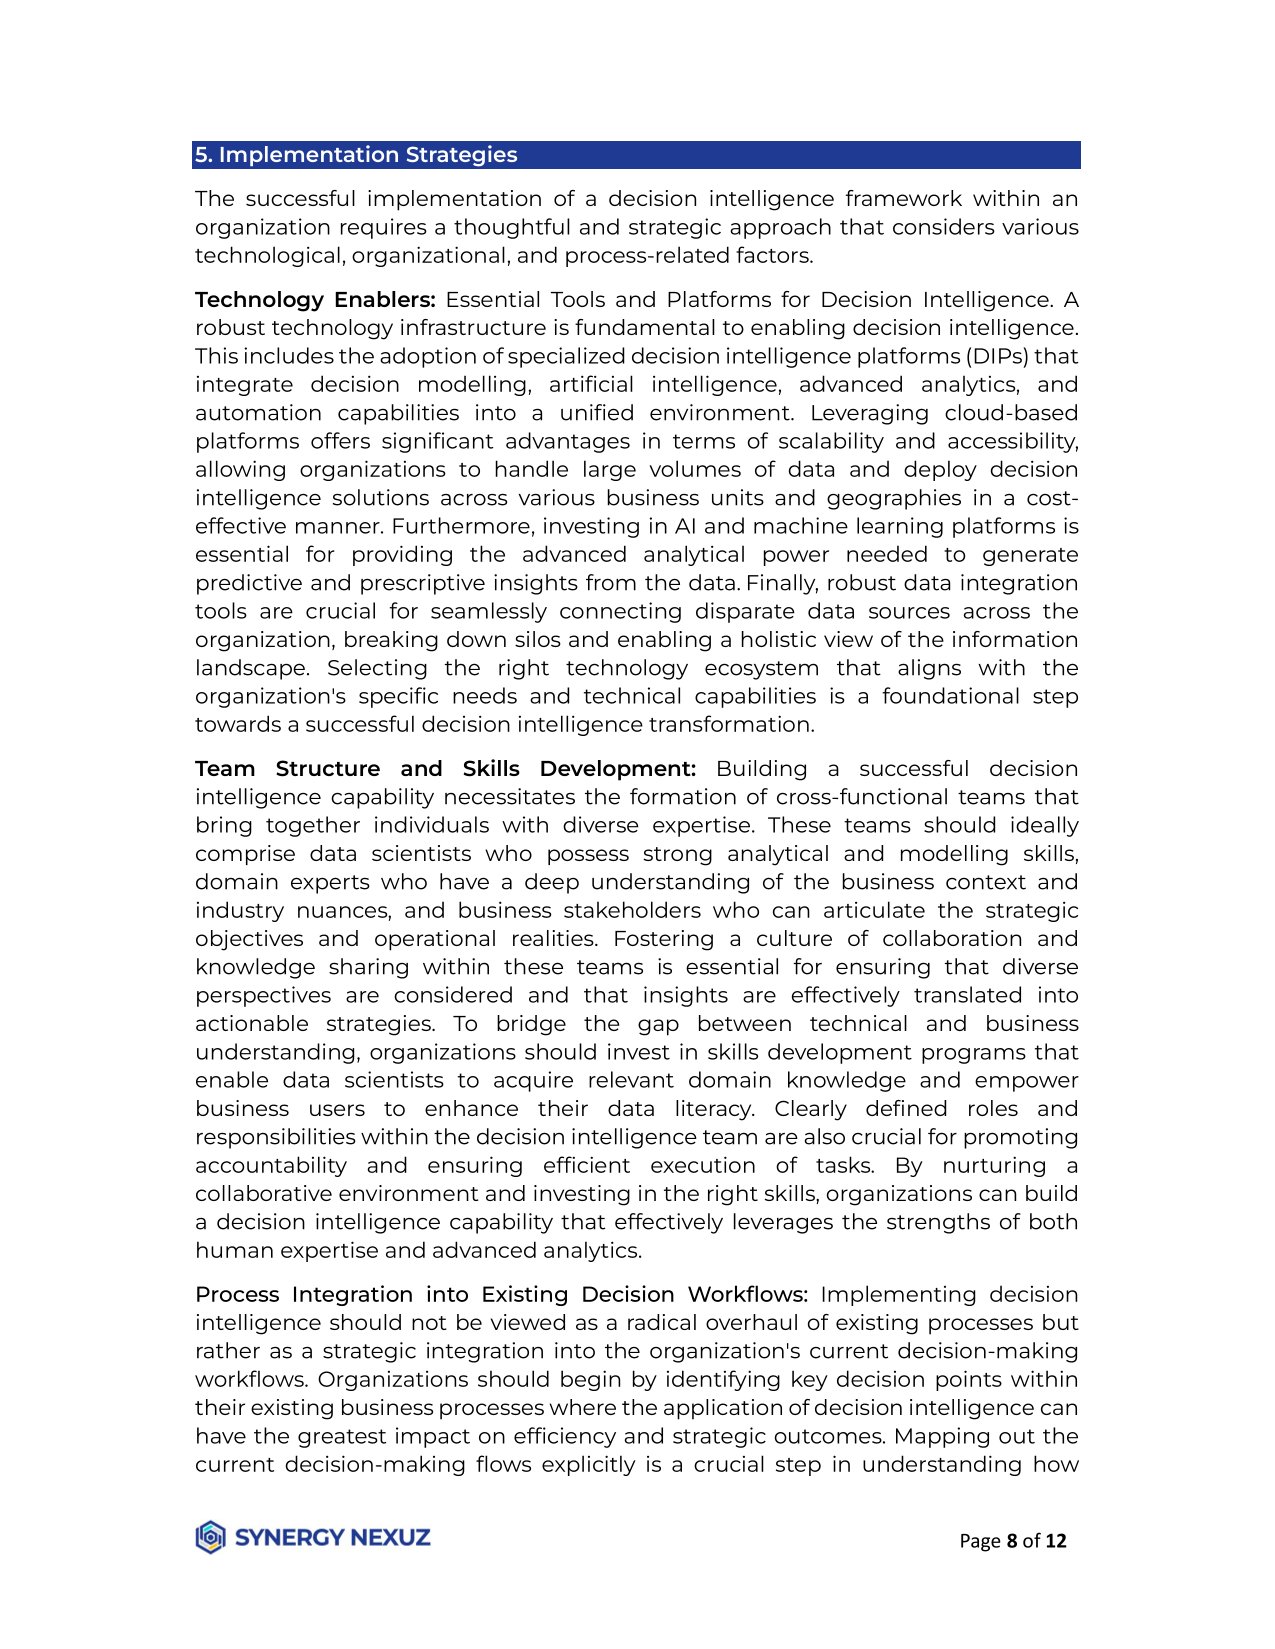 5. Implementation Strategies
The successful implementation of a decision intelligence framework within an
organization requires a thoughtful and strategic approach that considers various
technological, organizational, and process-related factors.
Technology Enablers: Essential Tools and Platforms for Decision Intelligence. A
robust technology infrastructure is fundamental to enabling decision intelligence.
This includes the adoption of specialized decision intelligence platforms (DIPs) that
integrate decision modelling, artificial intelligence, advanced analytics, and
automation capabilities into a unified environment. Leveraging cloud-based
platforms offers significant advantages in terms of scalability and accessibility,
allowing organizations to handle large volumes of data and deploy decision
intelligence solutions across various business units and geographies in a cost-
effective manner. Furthermore, investing in AI and machine learning platforms is
essential for providing the advanced analytical power needed to generate
predictive and prescriptive insights from the data. Finally, robust data integration
tools are crucial for seamlessly connecting disparate data sources across the
organization, breaking down silos and enabling a holistic view of the information
landscape. Selecting the right technology ecosystem that aligns with the
organization's specific needs and technical capabilities is a foundational step
towards a successful decision intelligence transformation.
Team Structure and Skills Development: Building a successful decision
intelligence capability necessitates the formation of cross-functional teams that
bring together individuals with diverse expertise. These teams should ideally
comprise data scientists who possess strong analytical and modelling skills,
domain experts who have a deep understanding of the business context and
industry nuances, and business stakeholders who can articulate the strategic
objectives and operational realities. Fostering a culture of collaboration and
knowledge sharing within these teams is essential for ensuring that diverse
perspectives are considered and that insights are effectively translated into
actionable strategies. To bridge the gap between technical and business
understanding, organizations should invest in skills development programs that
enable data scientists to acquire relevant domain knowledge and empower
business users to enhance their data literacy. Clearly defined roles and
responsibilities within the decision intelligence team are also crucial for promoting
accountability and ensuring efficient execution of tasks. By nurturing a
collaborative environment and investing in the right skills, organizations can build
a decision intelligence capability that effectively leverages the strengths of both
human expertise and advanced analytics.
Process Integration into Existing Decision Workflows: Implementing decision
intelligence should not be viewed as a radical overhaul of existing processes but
rather as a strategic integration into the organization's current decision-making
workflows. Organizations should begin by identifying key decision points within
their existing business processes where the application of decision intelligence can
have the greatest impact on efficiency and strategic outcomes. Mapping out the
current decision-making flows explicitly is a crucial step in understanding how
SYNERGY NEXUZ
Page 8 of 12